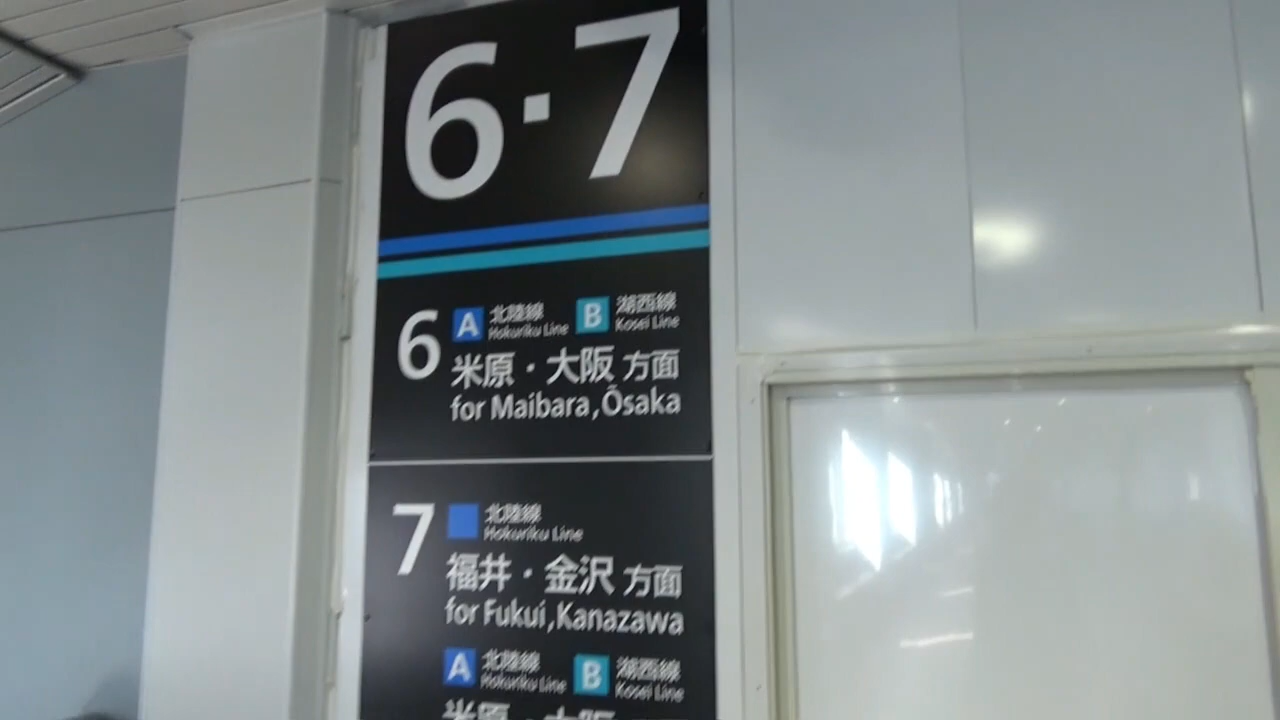 6・7
6 A 北陸線 Hokuriku Line B 湖西線 Kosei Line
米原・大阪 方面
for Maibara, Ōsaka
7 北陸線 Hokuriku Line
福井・金沢 方面
for Fukui, Kanazawa
A 北陸線 Hokuriku Line B 湖西線 Kosei Line
米原・大阪